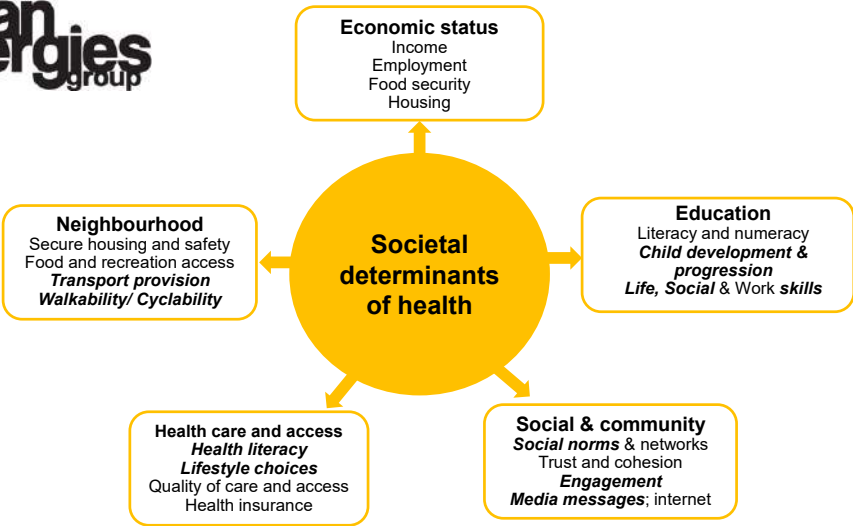 group
Economic status
Income
Employment
Food security
Housing
Neighbourhood
Secure housing and safety
Food and recreation access
Transport provision
Walkability/ Cyclability
Societal
determinants
of health
Education
Literacy and numeracy
Child development &
progression
Life, Social & Work skills
Health care and access
Health literacy
Lifestyle choices
Quality of care and access
Health insurance
Social & community
Social norms & networks
Trust and cohesion
Engagement
Media messages; internet